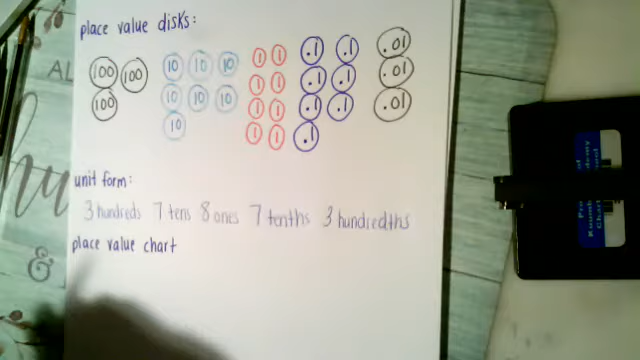 place value disks:
100 100 10 10 10 1 1 .1 .1 .01
100 10 10 10 1 1 .1 .1 .01
10 1 1 .1 .1 .01
1 1 .1
unit form:
3 hundreds 7 tens 8 ones 7 tenths 3 hundredths
place value chart
AL
hu
&